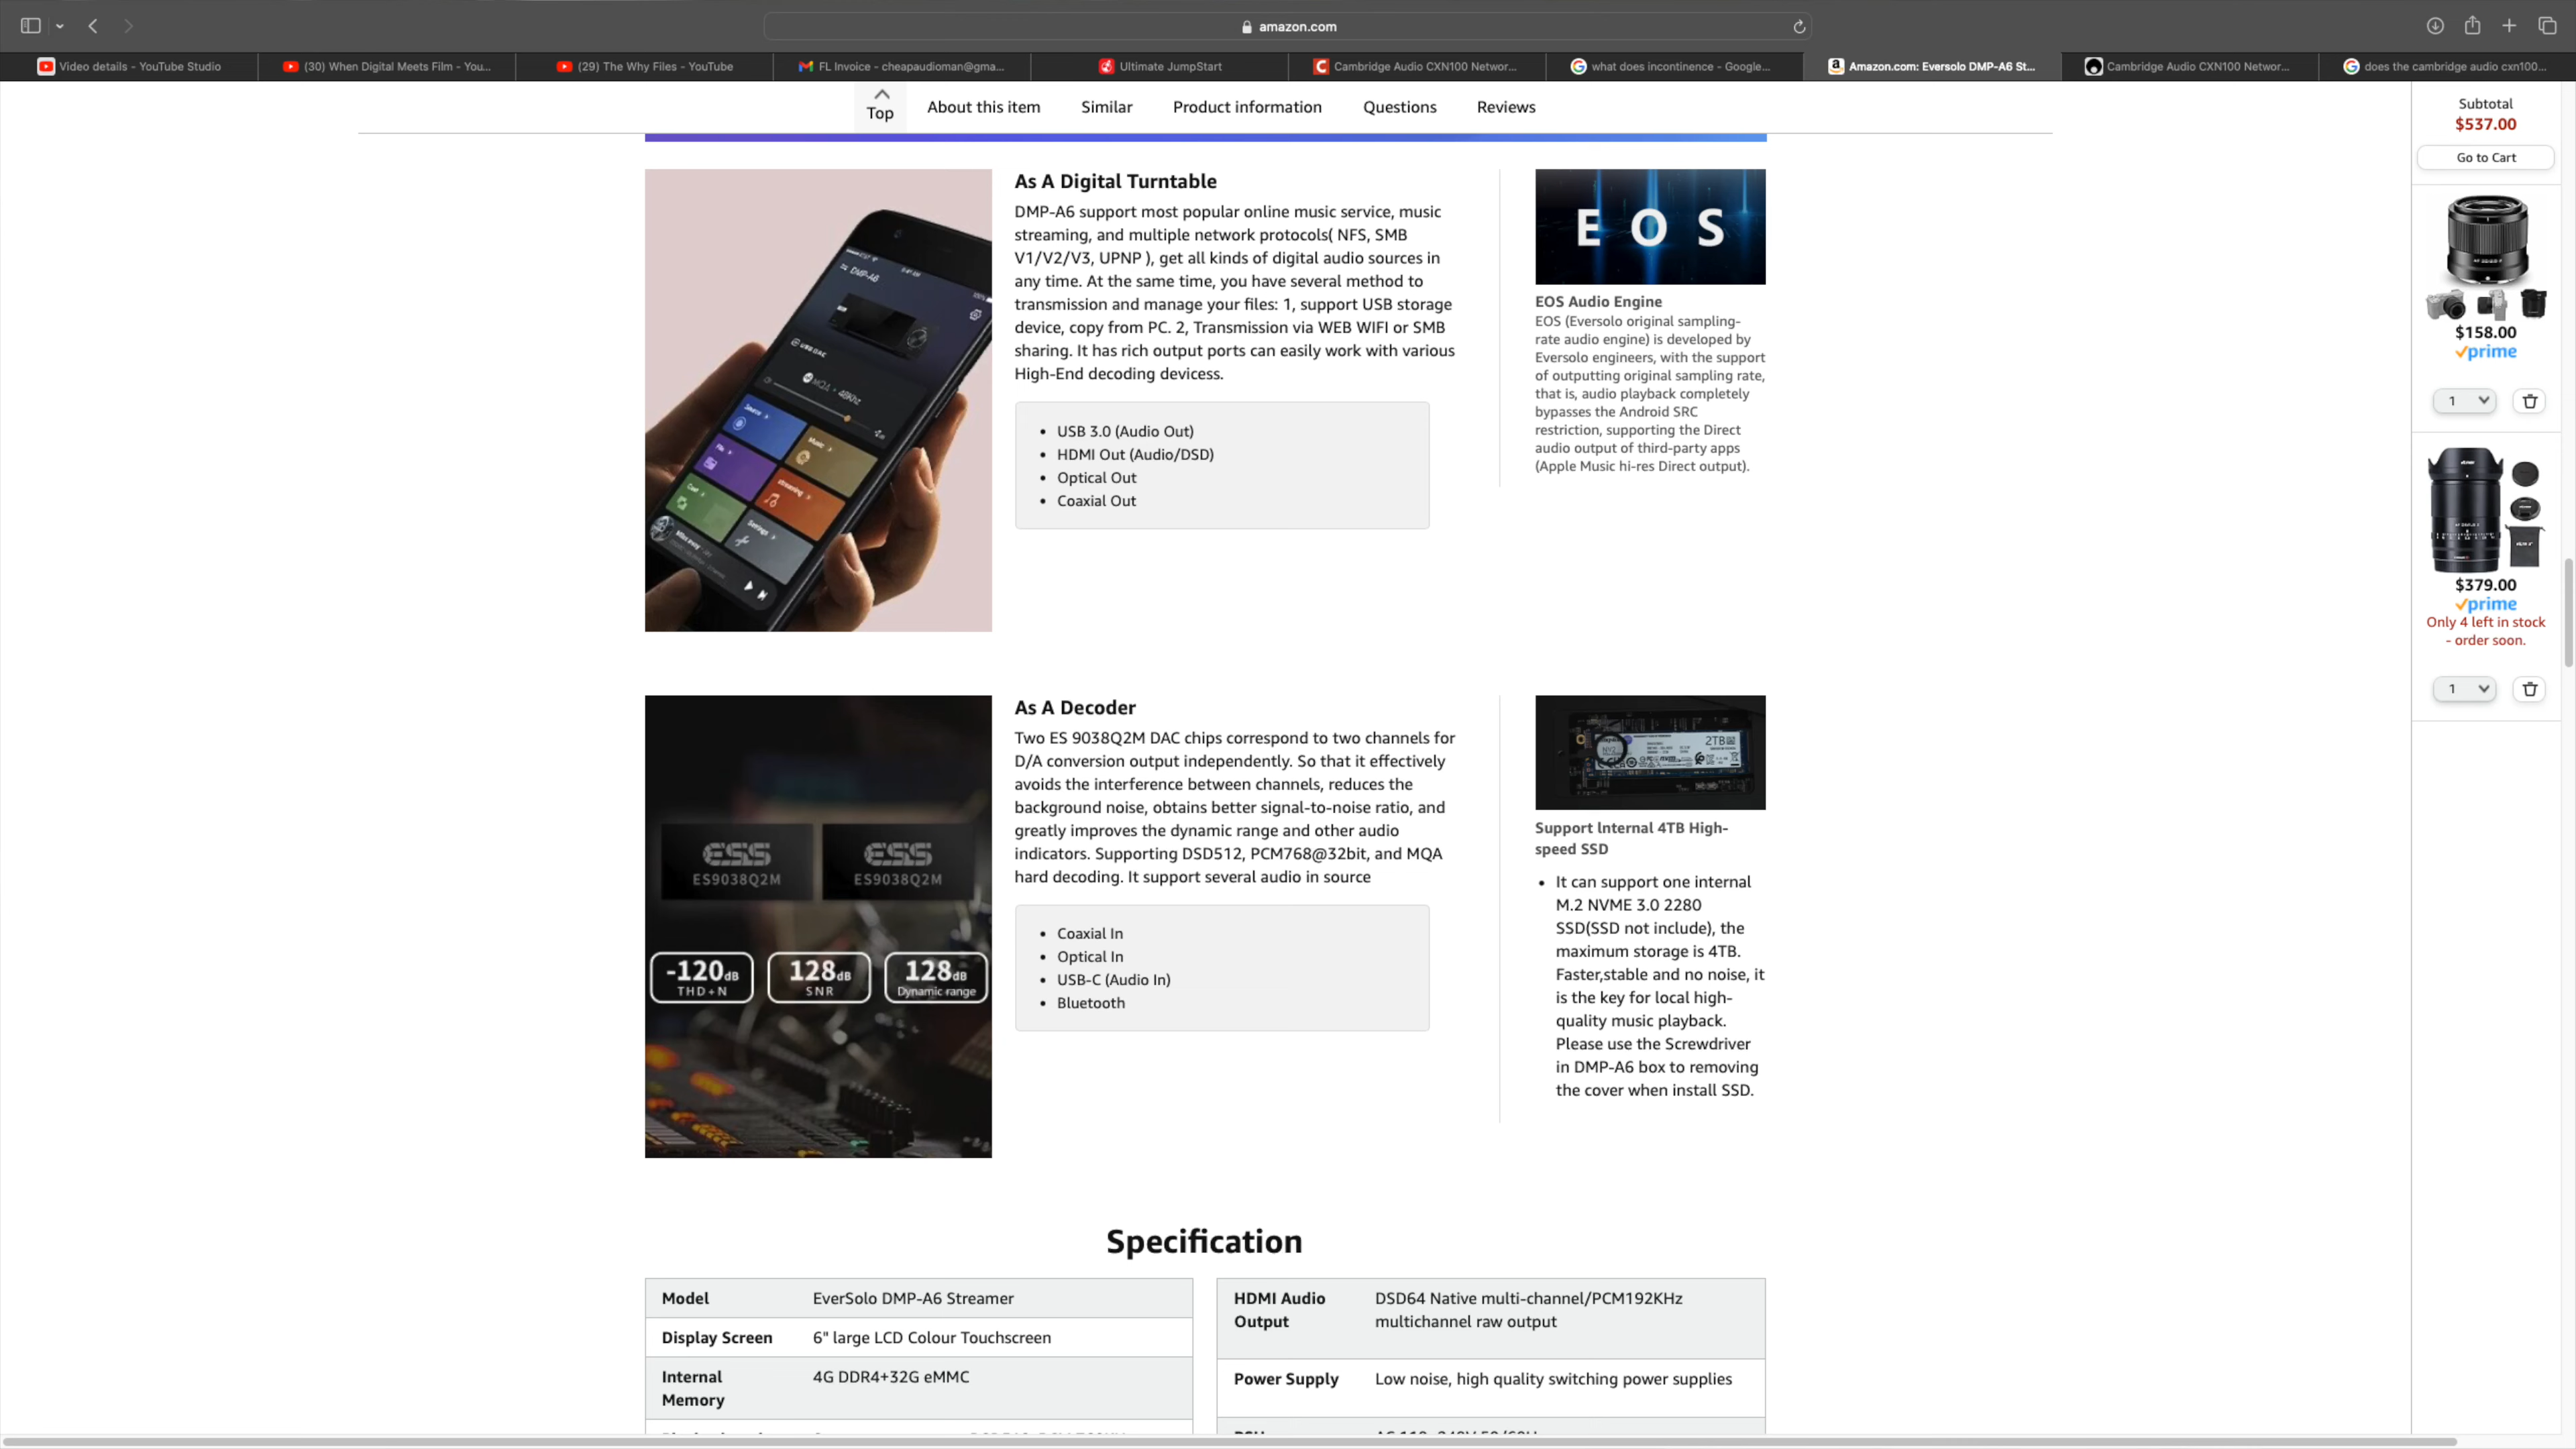 amazon.com
Video details - YouTube Studio
(30) When Digital Meets Film - You...
(29) The Why Files - YouTube
FL Invoice - cheapaudioman@gma...
Ultimate JumpStart
Cambridge Audio CXN100 Networ...
what does incontinence - Google...
Amazon.com: Eversolo DMP-A6 St...
Cambridge Audio CXN100 Networ...
does the cambridge audio cxn100...
Top
About this item
Similar
Product information
Questions
Reviews
DMP-A6
USB DAC
MQA • 48Khz
Source
Music
File
Streaming
Cast
Settings
As A Digital Turntable
DMP-A6 support most popular online music service, music
streaming, and multiple network protocols( NFS, SMB
V1/V2/V3, UPNP ), get all kinds of digital audio sources in
any time. At the same time, you have several method to
transmission and manage your files: 1, support USB storage
device, copy from PC. 2, Transmission via WEB WIFI or SMB
sharing. It has rich output ports can easily work with various
High-End decoding devicess.
• USB 3.0 (Audio Out)
• HDMI Out (Audio/DSD)
• Optical Out
• Coaxial Out
EOS
EOS Audio Engine
EOS (Eversolo original sampling-
rate audio engine) is developed by
Eversolo engineers, with the support
of outputting original sampling rate,
that is, audio playback completely
bypasses the Android SRC
restriction, supporting the Direct
audio output of third-party apps
(Apple Music hi-res Direct output).
ESS
ES9038Q2M
ESS
ES9038Q2M
-120dB
THD+N
128dB
SNR
128dB
Dynamic range
As A Decoder
Two ES 9038Q2M DAC chips correspond to two channels for
D/A conversion output independently. So that it effectively
avoids the interference between channels, reduces the
background noise, obtains better signal-to-noise ratio, and
greatly improves the dynamic range and other audio
indicators. Supporting DSD512, PCM768@32bit, and MQA
hard decoding. It support several audio in source
• Coaxial In
• Optical In
• USB-C (Audio In)
• Bluetooth
NV2
2TB
Support lnternal 4TB High-
speed SSD
• It can support one internal
M.2 NVME 3.0 2280
SSD(SSD not include), the
maximum storage is 4TB.
Faster,stable and no noise, it
is the key for local high-
quality music playback.
Please use the Screwdriver
in DMP-A6 box to removing
the cover when install SSD.
Specification
Model EverSolo DMP-A6 Streamer
Display Screen 6" large LCD Colour Touchscreen
Internal 4G DDR4+32G eMMC
Memory
HDMI Audio DSD64 Native multi-channel/PCM192KHz
Output multichannel raw output
Power Supply Low noise, high quality switching power supplies
Subtotal
$537.00
Go to Cart
$158.00
prime
1
$379.00
prime
Only 4 left in stock
- order soon.
1